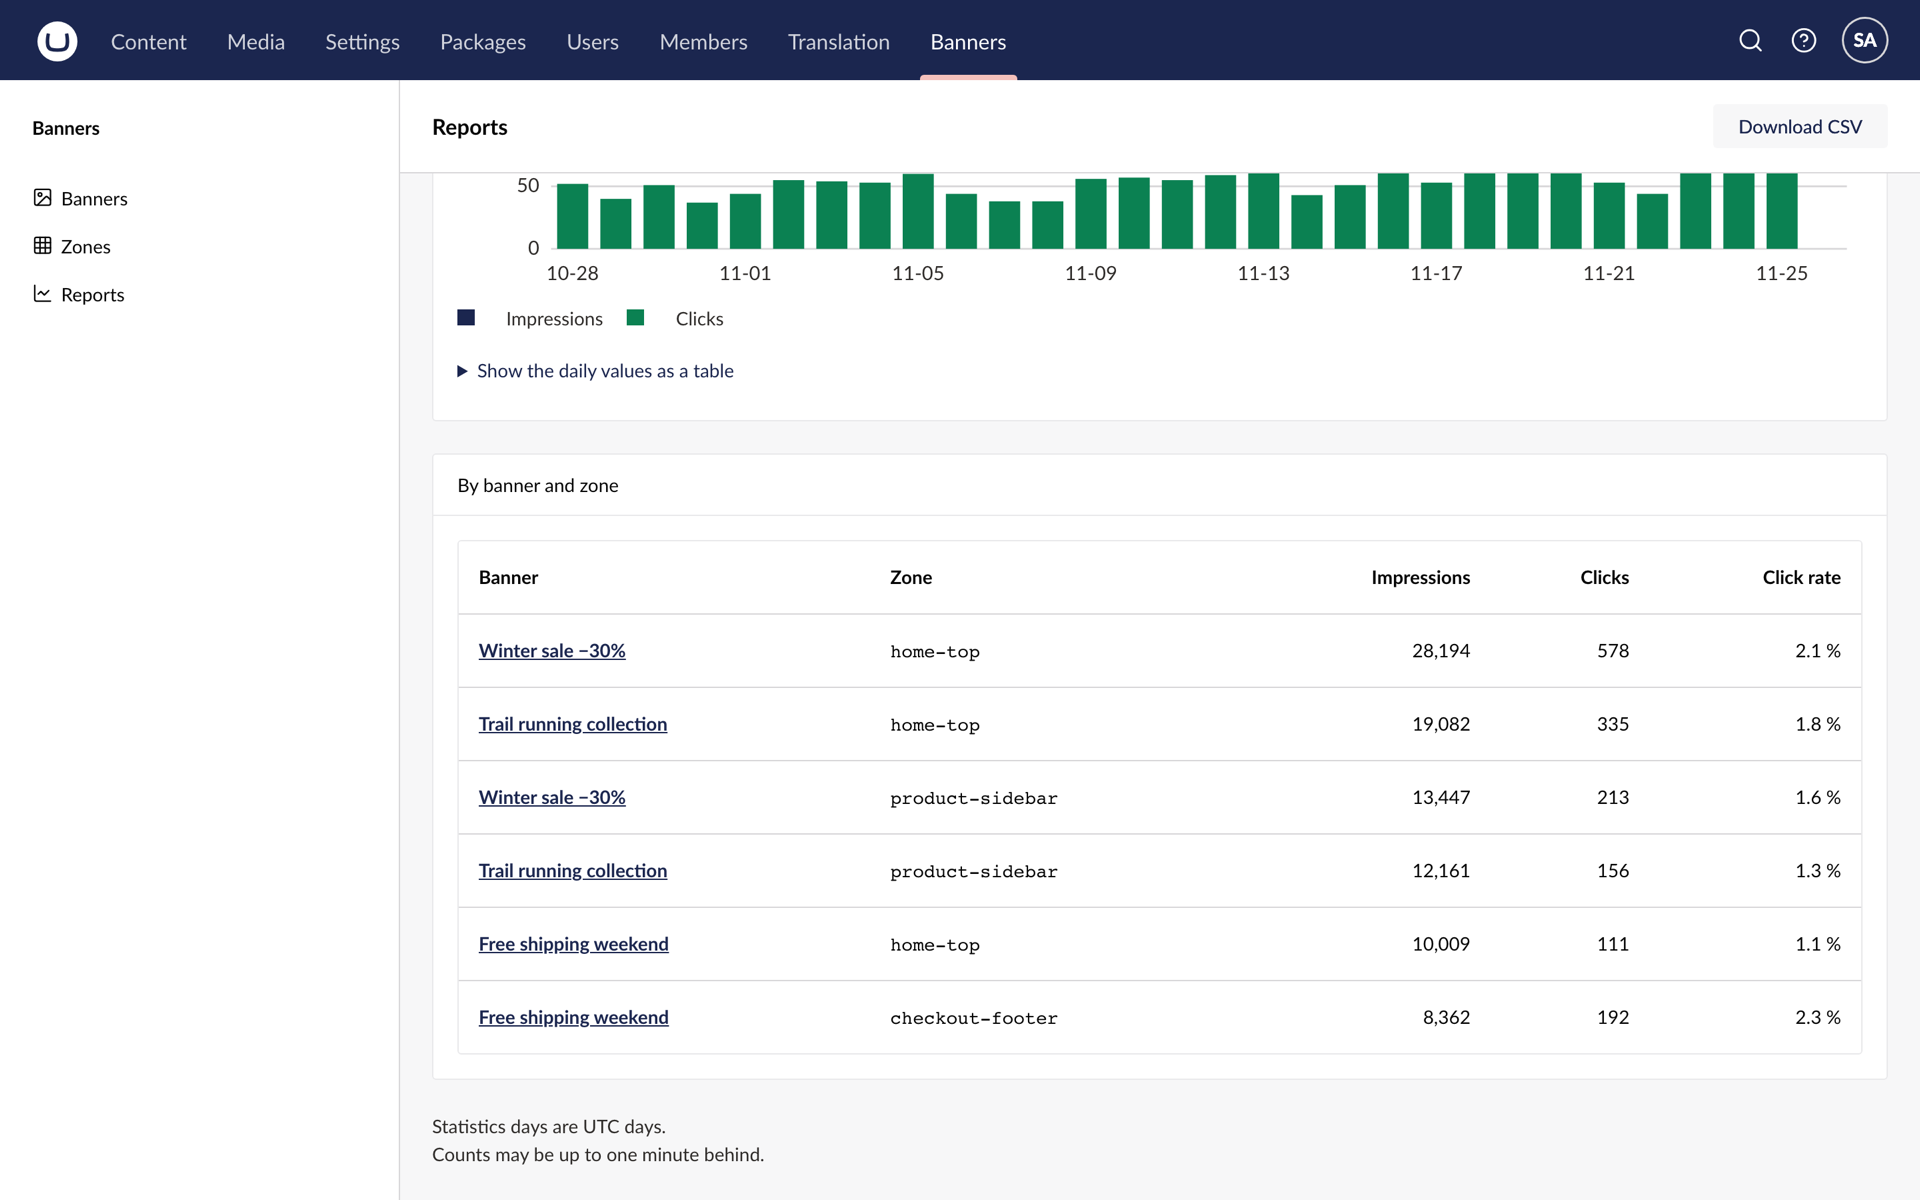 Content Media Settings Packages Users Members Translation Banners SA
Banners
Banners
Zones
Reports
Reports
Download CSV
50
0
10-28 11-01 11-05 11-09 11-13 11-17 11-21 11-25
Impressions Clicks
Show the daily values as a table
By banner and zone
Banner Zone Impressions Clicks Click rate
Winter sale −30% home-top 28,194 578 2.1 %
Trail running collection home-top 19,082 335 1.8 %
Winter sale −30% product-sidebar 13,447 213 1.6 %
Trail running collection product-sidebar 12,161 156 1.3 %
Free shipping weekend home-top 10,009 111 1.1 %
Free shipping weekend checkout-footer 8,362 192 2.3 %
Statistics days are UTC days.
Counts may be up to one minute behind.